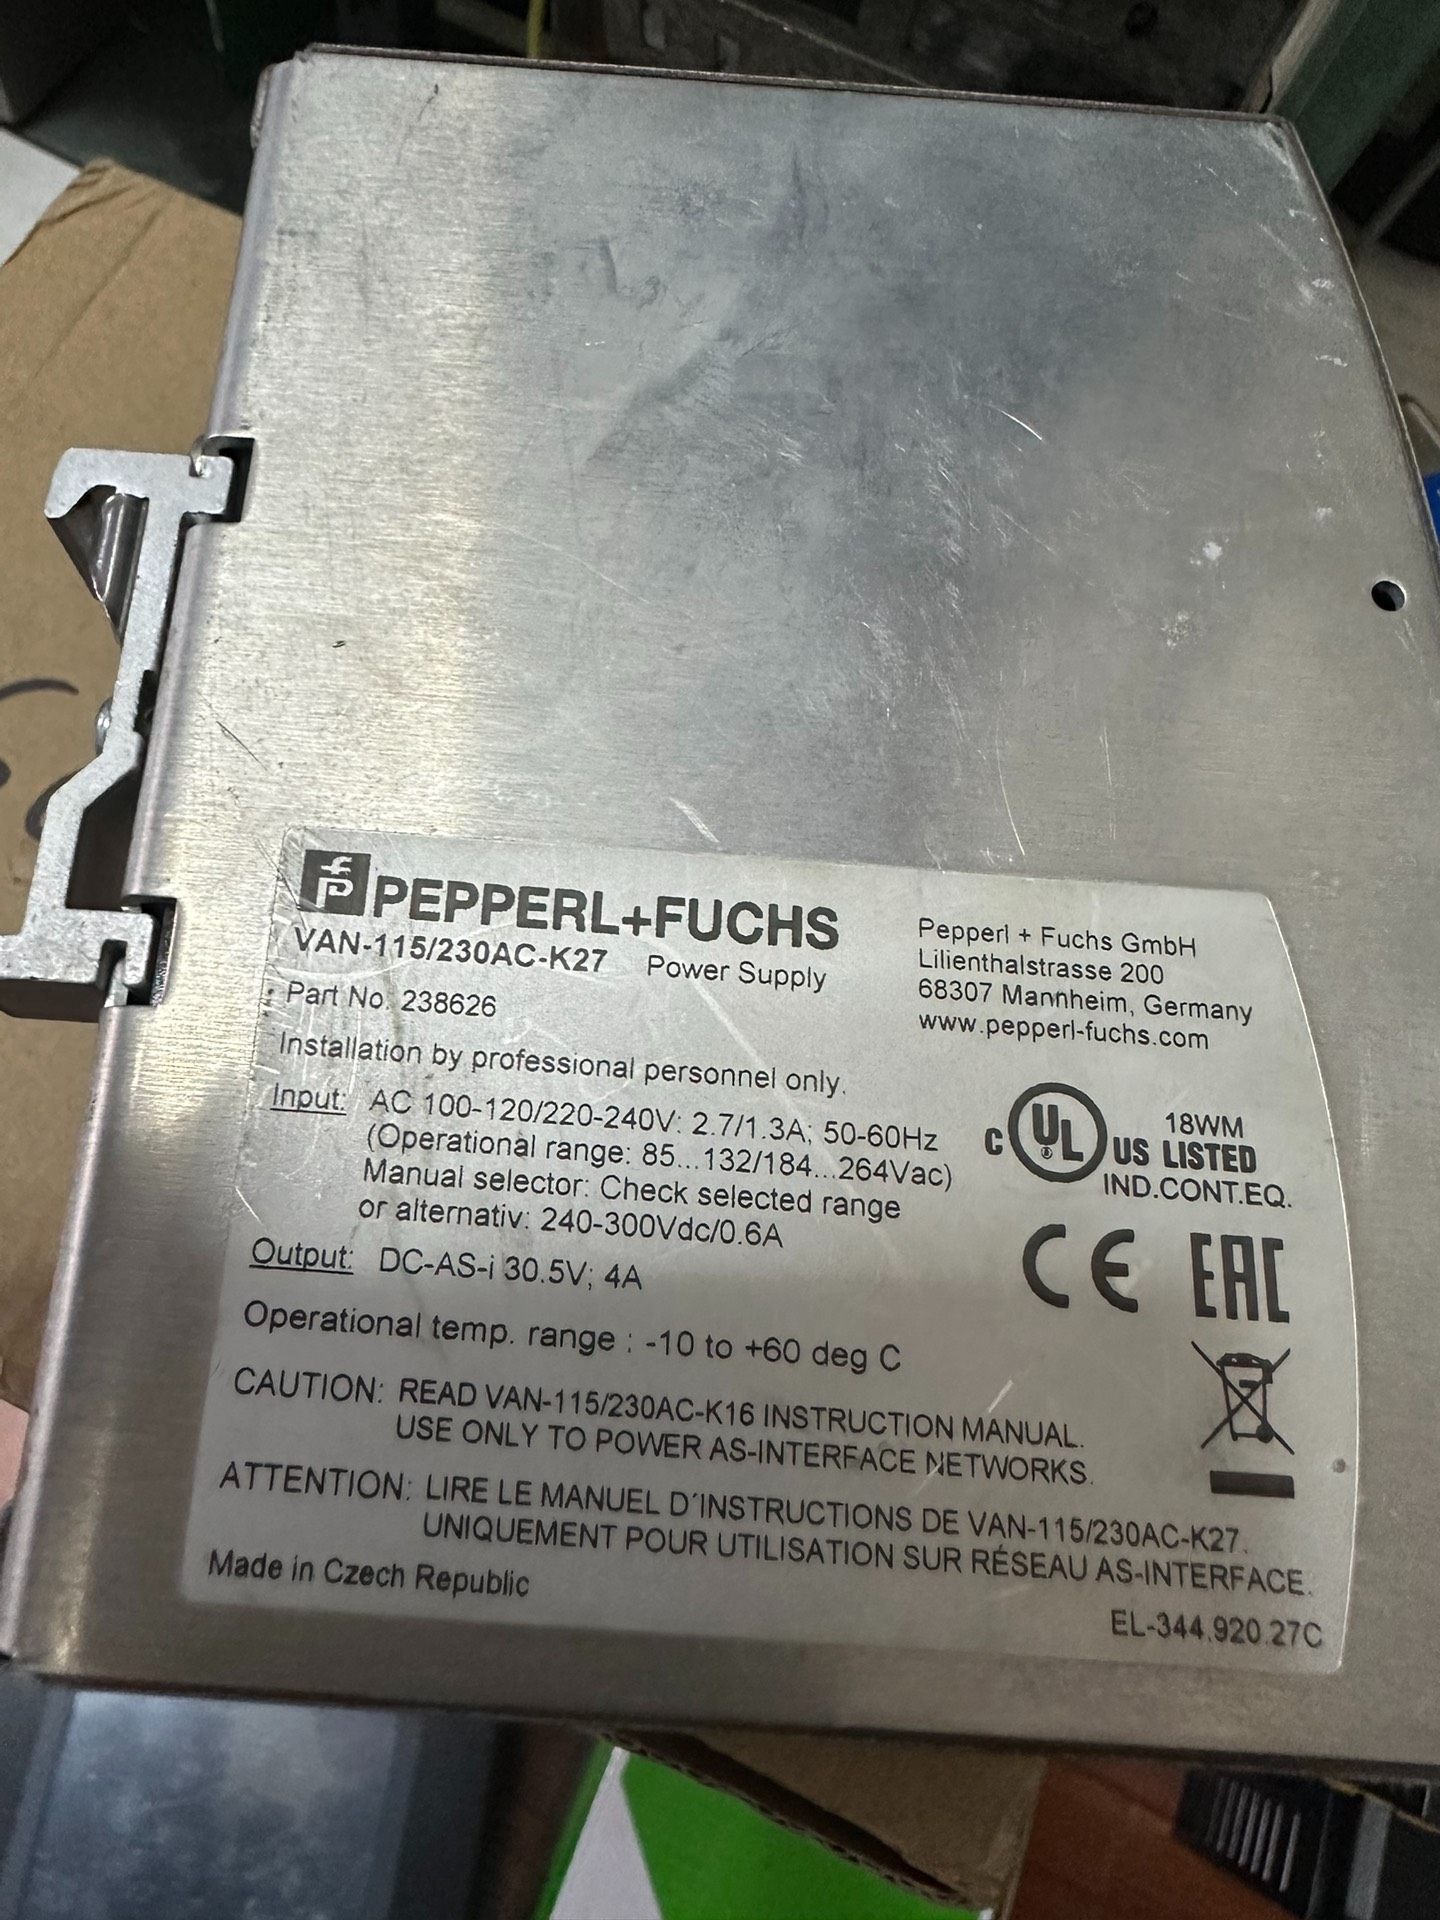 PEPPERL+FUCHS
VAN-115/230AC-K27 Power Supply
Part No. 238626
Pepperl + Fuchs GmbH
Lilienthalstrasse 200
68307 Mannheim, Germany
www.pepperl-fuchs.com
Installation by professional personnel only.
Input: AC 100-120/220-240V: 2.7/1.3A; 50-60Hz
(Operational range: 85...132/184...264Vac)
Manual selector: Check selected range
or alternativ: 240-300Vdc/0.6A
Output: DC-AS-i 30.5V; 4A
C UL ® US LISTED
18WM
IND.CONT.EQ.
CE EAC
Operational temp. range : -10 to +60 deg C
CAUTION: READ VAN-115/230AC-K16 INSTRUCTION MANUAL.
USE ONLY TO POWER AS-INTERFACE NETWORKS.
ATTENTION: LIRE LE MANUEL D'INSTRUCTIONS DE VAN-115/230AC-K27.
UNIQUEMENT POUR UTILISATION SUR RÉSEAU AS-INTERFACE.
Made in Czech Republic
EL-344.920.27C